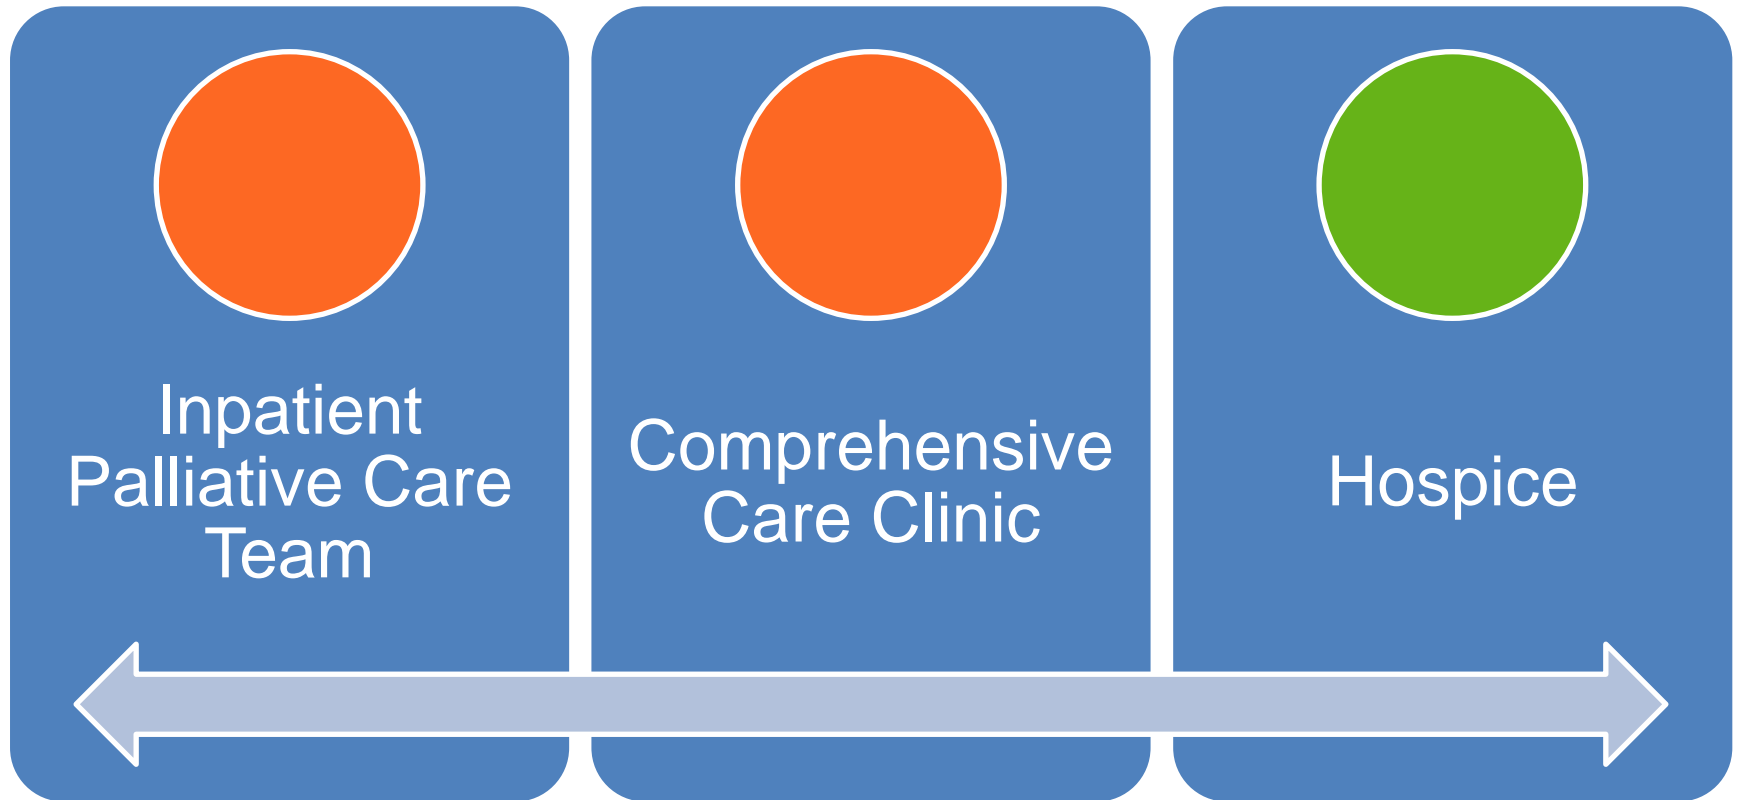 Inpatient
Palliative Care
Team
Comprehensive
Care Clinic
Hospice